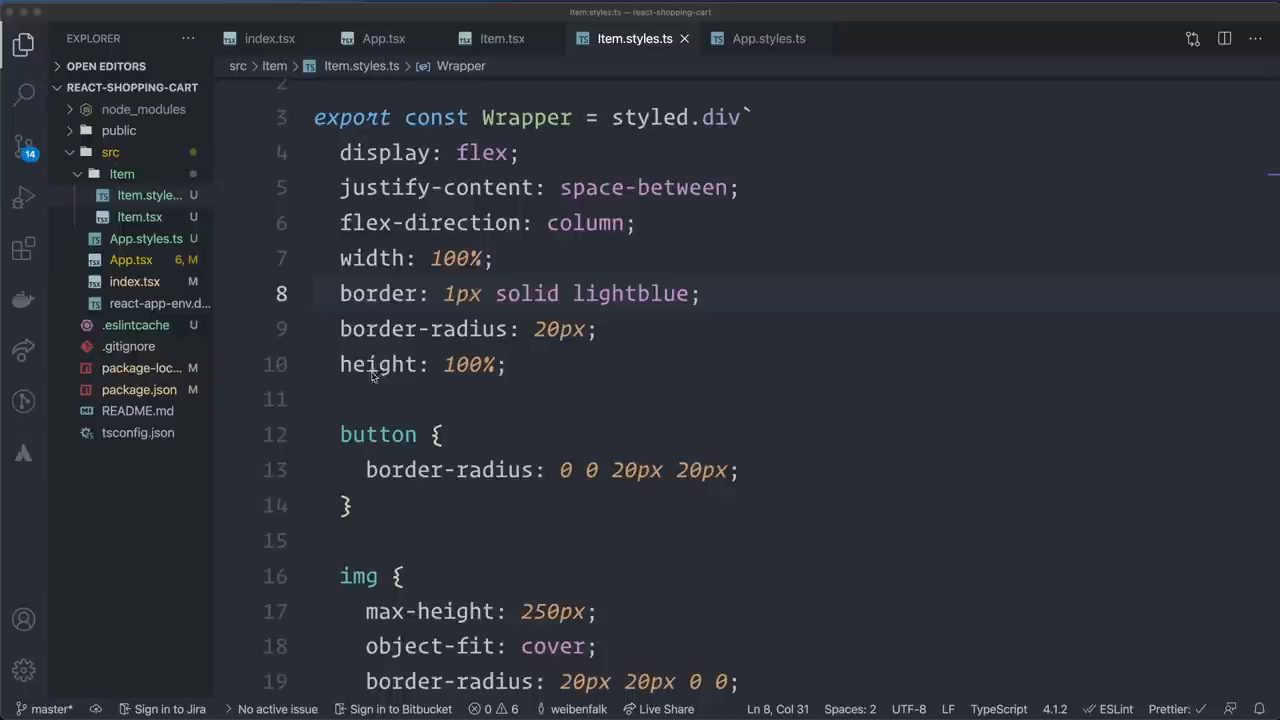 Item.styles.ts — react-shopping-cart
EXPLORER
index.tsx
App.tsx
Item.tsx
Item.styles.ts
App.styles.ts
OPEN EDITORS
src > Item > Item.styles.ts > Wrapper
REACT-SHOPPING-CART
node_modules
public
src
Item
Item.style... U
Item.tsx U
App.styles.ts U
App.tsx 6, M
index.tsx M
react-app-env.d...
.eslintcache U
.gitignore
package-loc... M
package.json M
README.md
tsconfig.json
14
2
3 export const Wrapper = styled.div`
4 display: flex;
5 justify-content: space-between;
6 flex-direction: column;
7 width: 100%;
8 border: 1px solid lightblue;
9 border-radius: 20px;
10 height: 100%;
11
12 button {
13 border-radius: 0 0 20px 20px;
14 }
15
16 img {
17 max-height: 250px;
18 object-fit: cover;
19 border-radius: 20px 20px 0 0;
master* Sign in to Jira No active issue Sign in to Bitbucket 0 6 weibenfalk Live Share Ln 8, Col 31 Spaces: 2 UTF-8 LF TypeScript 4.1.2 ESLint Prettier: